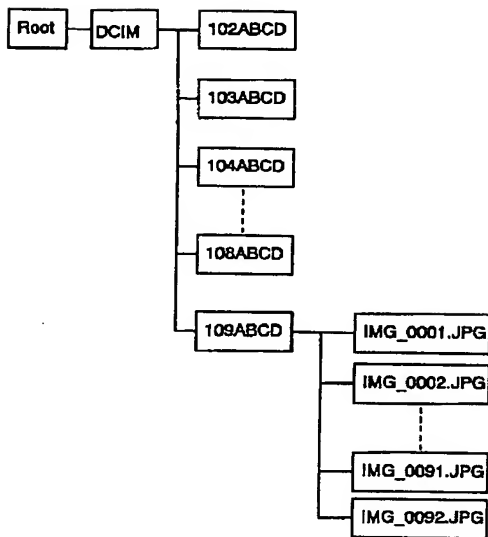 Root
DCIM
102ABCD
103ABCD
104ABCD
108ABCD
109ABCD
IMG_0001.JPG
IMG_0002.JPG
IMG_0091.JPG
IMG_0092.JPG